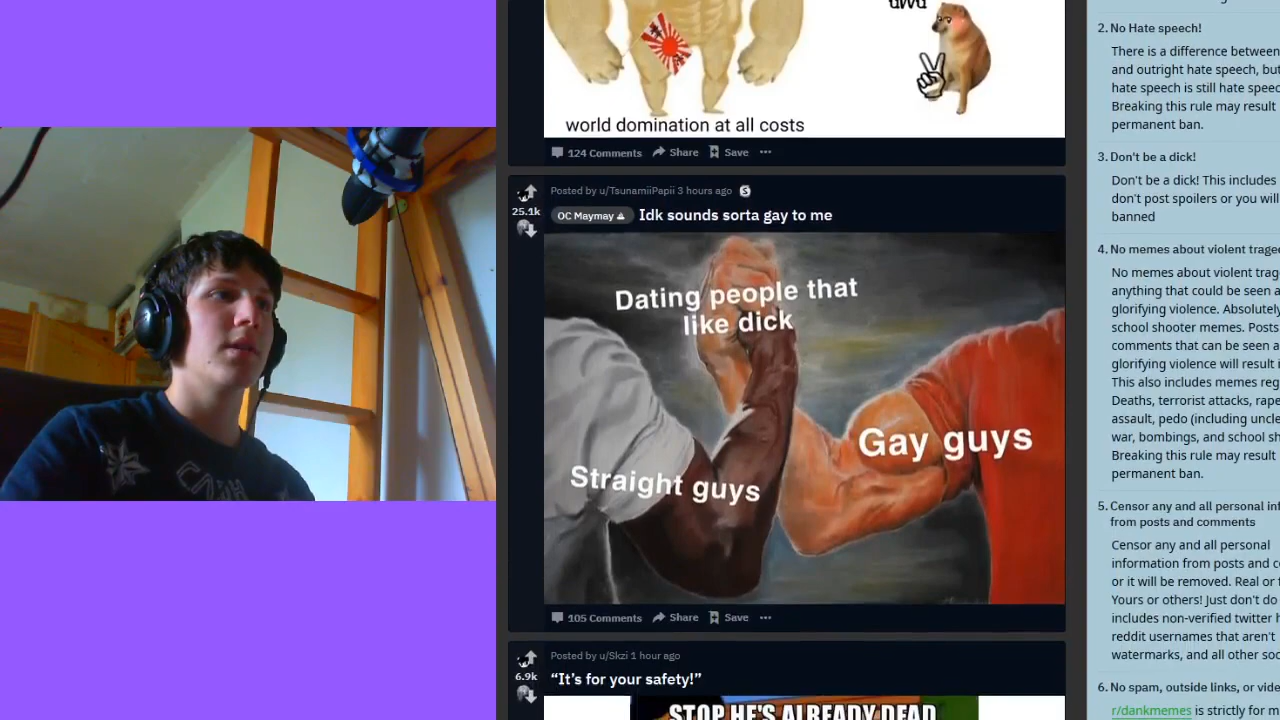 world domination at all costs
124 Comments Share Save
Posted by u/TsunamiiPapii 3 hours ago
25.1k
OC Maymay Idk sounds sorta gay to me
Dating people that
like dick
Straight guys
Gay guys
105 Comments Share Save
Posted by u/Skzi 1 hour ago
6.9k
“It’s for your safety!”
STOP HE'S ALREADY DEAD
2. No Hate speech!
There is a difference between
and outright hate speech, but
hate speech is still hate
Breaking this rule may result
permanent ban.
3. Don't be a dick!
Don't be a dick! This includes
don't post spoilers or you will
banned
4. No memes about violent
No memes about violent
anything that could be seen
glorifying violence. Absolutely
school shooter memes. Posts
comments that can be seen
glorifying violence will result
This also includes memes
Deaths, terrorist attacks,
assault, pedo (including
war, bombings, and school
Breaking this rule may result
permanent ban.
5. Censor any and all personal
from posts and comments
Censor any and all personal
information from posts and
or it will be removed. Real or
Yours or others! Just don't do
includes non-verified twitter
reddit usernames that aren't
watermarks, and all other
6. No spam, outside links, or
r/dankmemes is strictly for